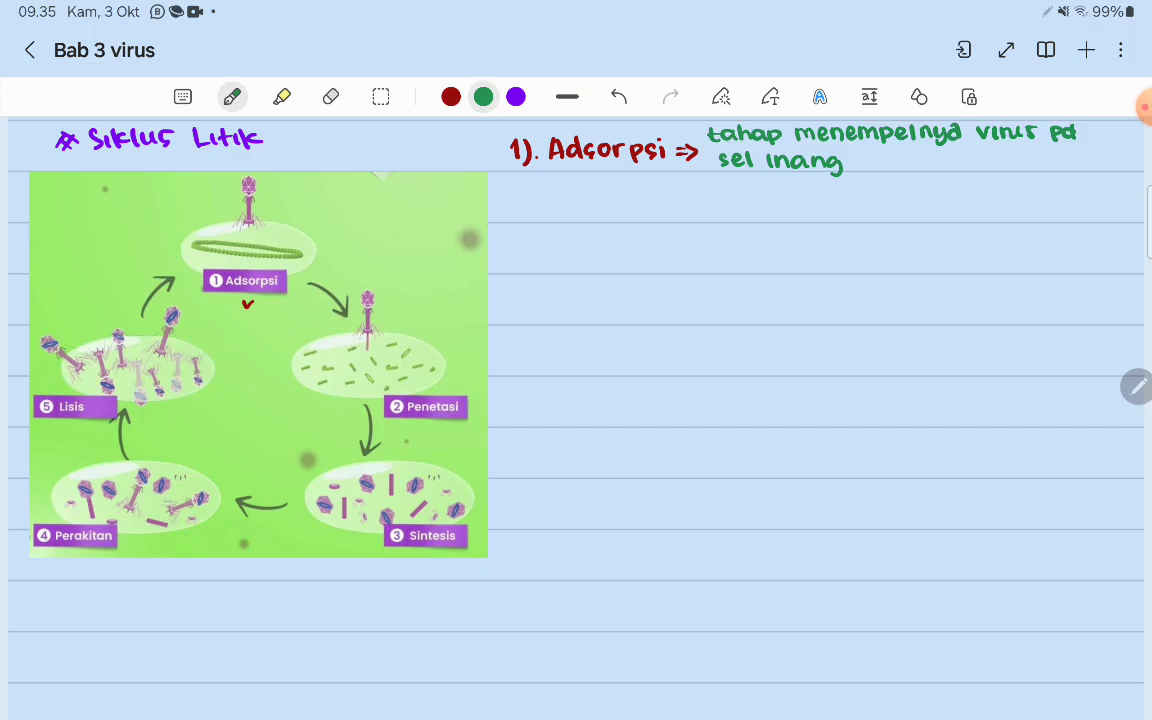 09.35 Kam, 3 Okt
99%
Bab 3 virus
# Siklus Litik
1). Adsorpsi => tahap menempelnya virus pd
sel inang
1 Adsorpsi
2 Penetasi
3 Sintesis
4 Perakitan
5 Lisis